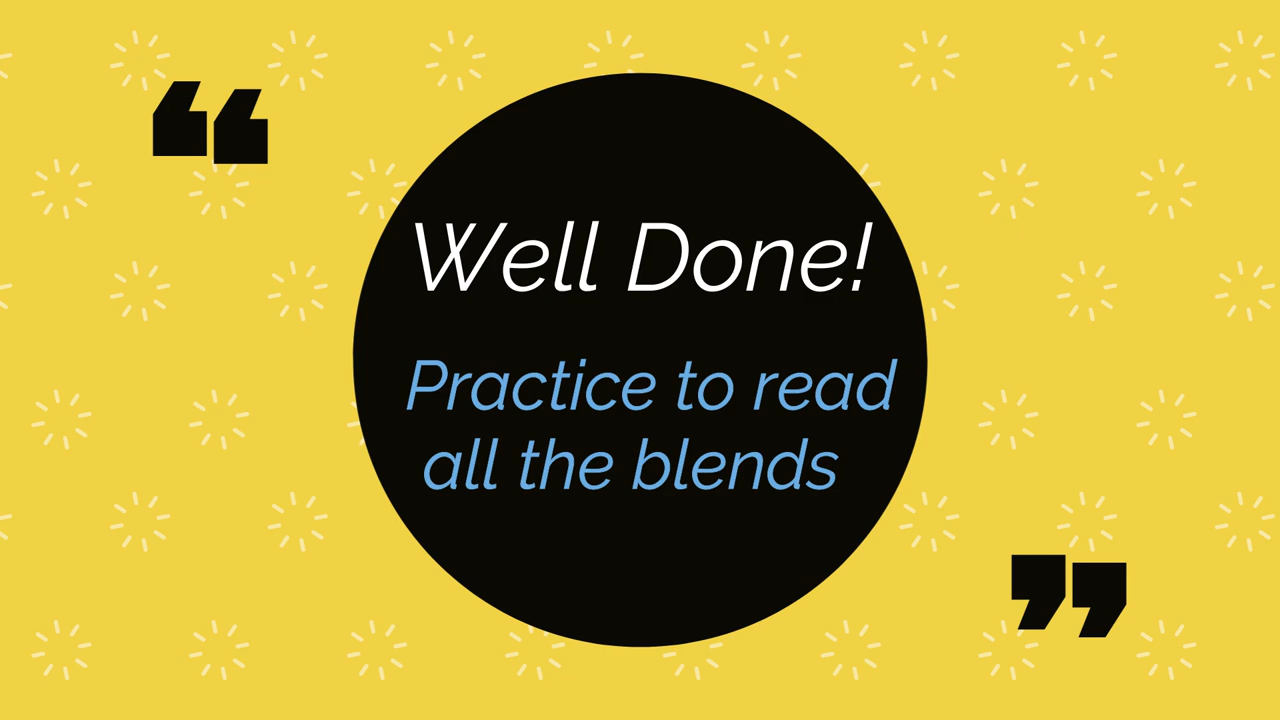 ❝
Well Done!
Practice to read
all the blends
❞